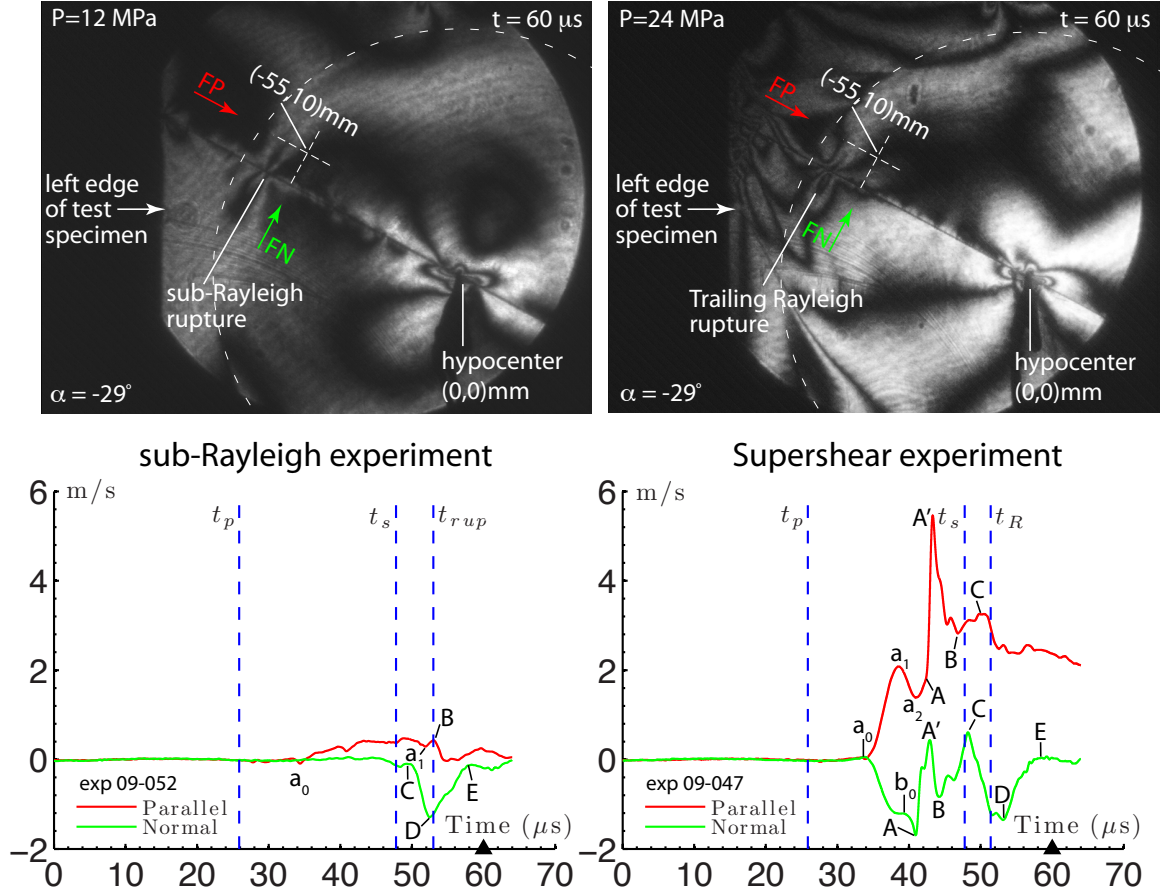 P=12 MPa
t = 60 μs
FP
(-55,10)mm
left edge
of test
specimen
FN
sub-Rayleigh
rupture
hypocenter
(0,0)mm
α = -29°
P=24 MPa
t = 60 μs
FP
(-55,10)mm
left edge
of test
specimen
FN
Trailing Rayleigh
rupture
hypocenter
(0,0)mm
α = -29°
sub-Rayleigh experiment
m/s
6
4
2
0
−2
t_p
t_s
t_rup
a_0
a_1
B
C
D
E
exp 09-052
Parallel
Normal
Time (μs)
0 10 20 30 40 50 60 70
Supershear experiment
m/s
6
4
2
0
−2
t_p
A'
t_s
t_R
a_0
a_1
a_2
A
B
C
A'
b_0
A
B
C
D
E
exp 09-047
Parallel
Normal
Time (μs)
0 10 20 30 40 50 60 70